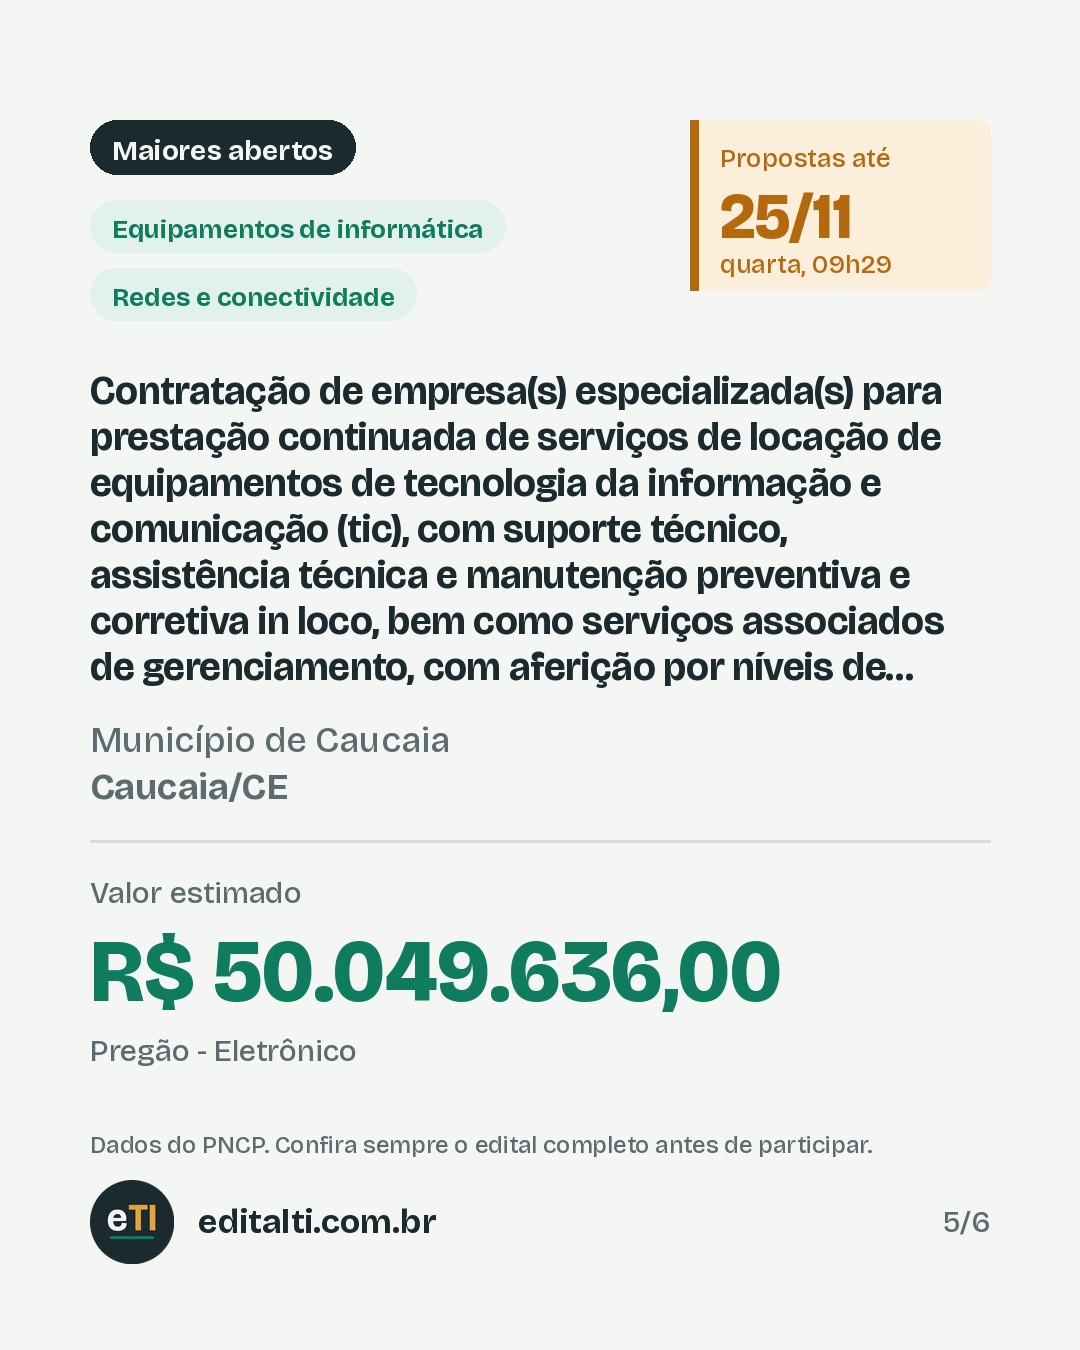 Maiores abertos
Equipamentos de informática
Redes e conectividade
Propostas até
25/11
quarta, 09h29
Contratação de empresa(s) especializada(s) para
prestação continuada de serviços de locação de
equipamentos de tecnologia da informação e
comunicação (tic), com suporte técnico,
assistência técnica e manutenção preventiva e
corretiva in loco, bem como serviços associados
de gerenciamento, com aferição por níveis de...
Município de Caucaia
Caucaia/CE
Valor estimado
R$ 50.049.636,00
Pregão - Eletrônico
Dados do PNCP. Confira sempre o edital completo antes de participar.
eTI
editalti.com.br
5/6